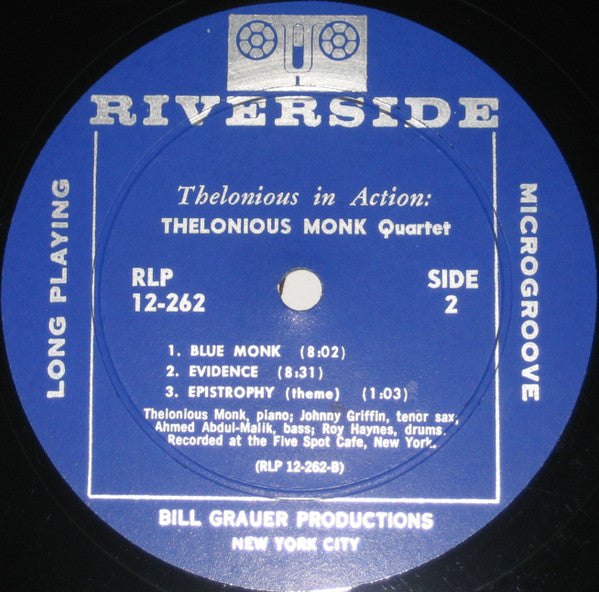 RIVERSIDE
Thelonious in Action:
THELONIOUS MONK Quartet
RLP
12-262
SIDE
2
LONG PLAYING
MICROGROOVE
1. BLUE MONK (8:02)
2. EVIDENCE (8:31)
3. EPISTROPHY (theme) (1:03)
Thelonious Monk, piano; Johnny Griffin, tenor sax;
Ahmed Abdul-Malik, bass; Roy Haynes, drums.
Recorded at the Five Spot Cafe, New York.
(RLP 12-262-B)
BILL GRAUER PRODUCTIONS
NEW YORK CITY